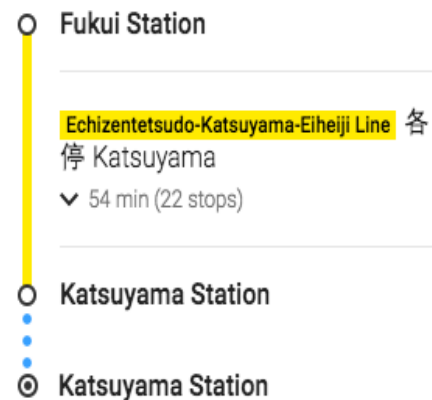 Fukui Station
Echizentetsudo-Katsuyama-Eiheiji Line 各
停 Katsuyama
54 min (22 stops)
Katsuyama Station
Katsuyama Station